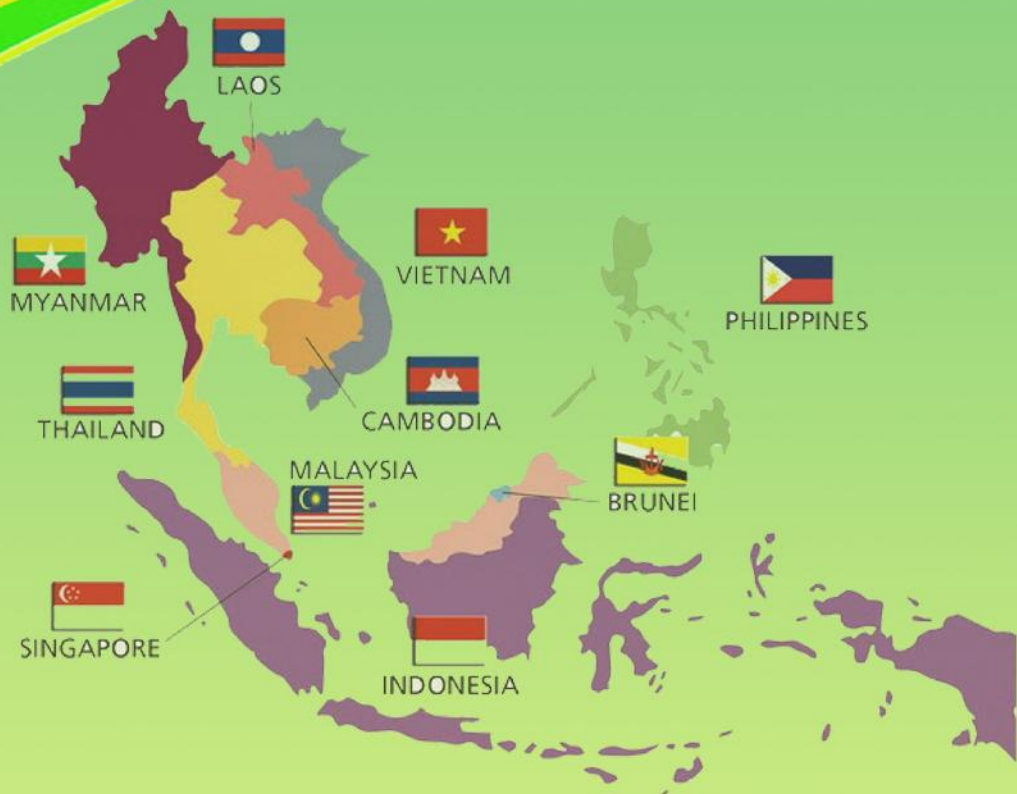 LAOS
VIETNAM
MYANMAR
PHILIPPINES
THAILAND
CAMBODIA
MALAYSIA
BRUNEI
SINGAPORE
INDONESIA